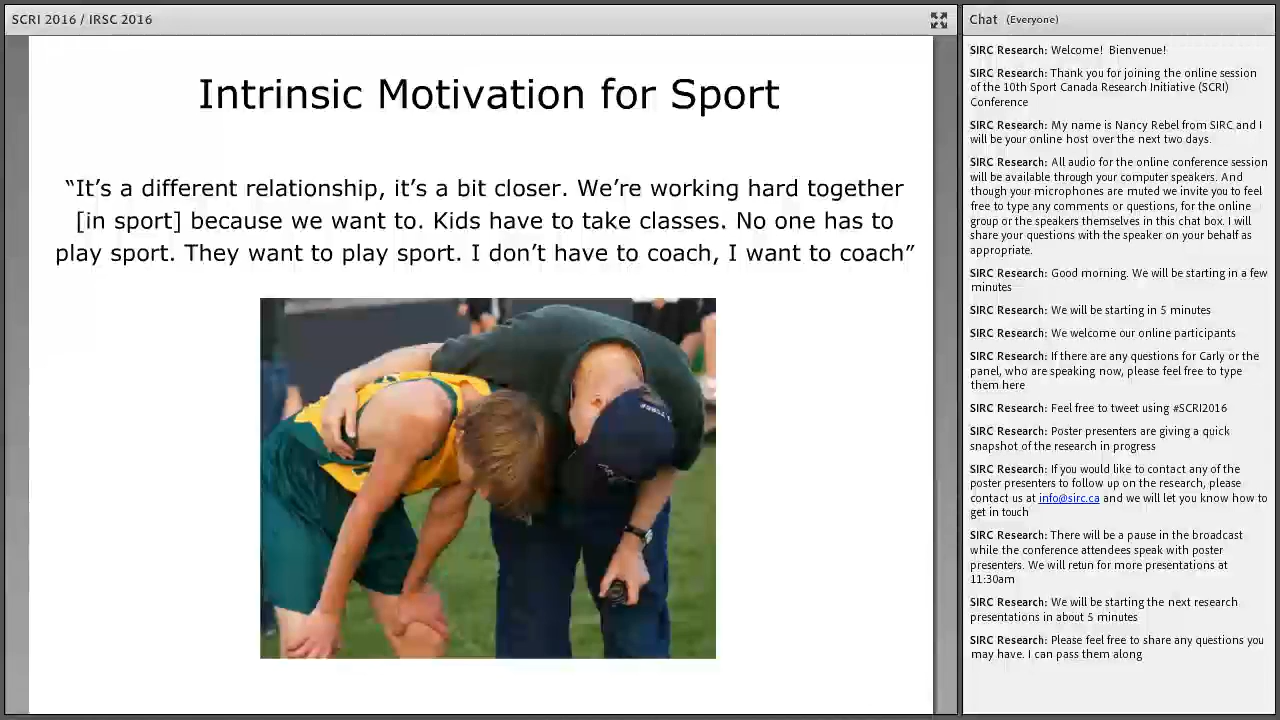 SCRI 2016 / IRSC 2016
Intrinsic Motivation for Sport
“It’s a different relationship, it’s a bit closer. We’re working hard together
[in sport] because we want to. Kids have to take classes. No one has to
play sport. They want to play sport. I don’t have to coach, I want to coach”
Chat (Everyone)
SIRC Research: Welcome! Bienvenue!
SIRC Research: Thank you for joining the online session
of the 10th Sport Canada Research Initiative (SCRI)
Conference
SIRC Research: My name is Nancy Rebel from SIRC and I
will be your online host over the next two days.
SIRC Research: All audio for the online conference session
will be available through your computer speakers. And
though your microphones are muted we invite you to feel
free to type any comments or questions, for the online
group or the speakers themselves in this chat box. I will
share your questions with the speaker on your behalf as
appropriate.
SIRC Research: Good morning. We will be starting in a few
minutes
SIRC Research: We will be starting in 5 minutes
SIRC Research: We welcome our online participants
SIRC Research: If there are any questions for Carly or the
panel, who are speaking now, please feel free to type
them here
SIRC Research: Feel free to tweet using #SCRI2016
SIRC Research: Poster presenters are giving a quick
snapshot of the research in progress
SIRC Research: If you would like to contact any of the
poster presenters to follow up on the research, please
contact us at info@sirc.ca and we will let you know how to
get in touch
SIRC Research: There will be a pause in the broadcast
while the conference attendees speak with poster
presenters. We will retun for more presentations at
11:30am
SIRC Research: We will be starting the next research
presentations in about 5 minutes
SIRC Research: Please feel free to share any questions you
may have. I can pass them along